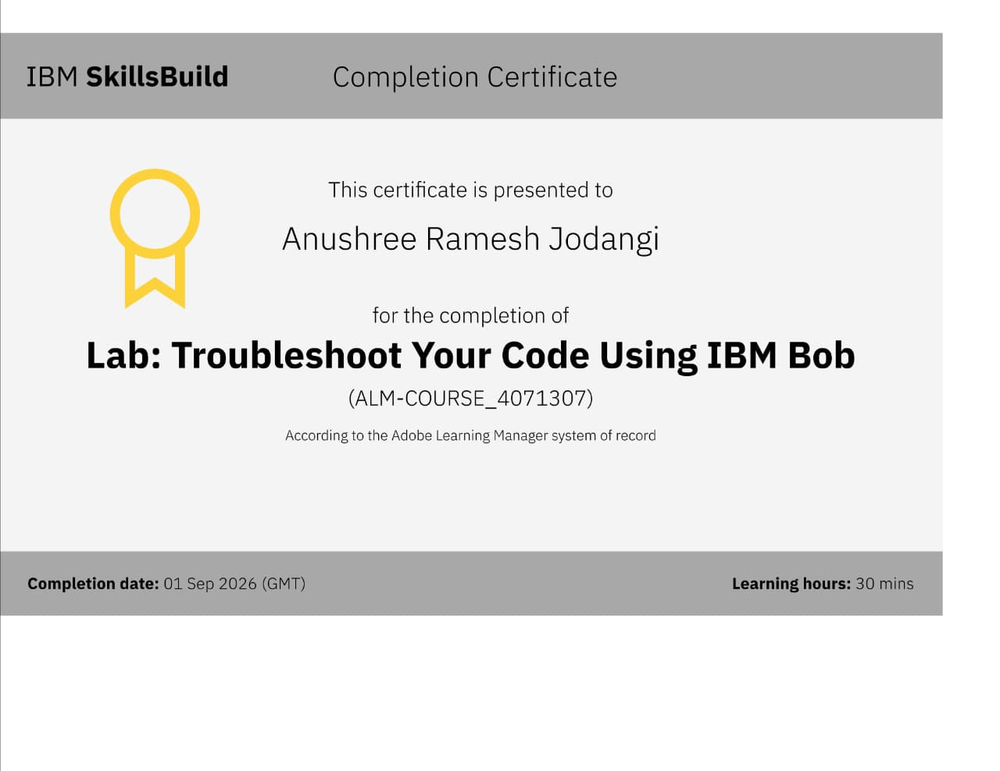 IBM SkillsBuild
Completion Certificate
This certificate is presented to
Anushree Ramesh Jodangi
for the completion of
Lab: Troubleshoot Your Code Using IBM Bob
(ALM-COURSE_4071307)
According to the Adobe Learning Manager system of record
Completion date: 01 Sep 2026 (GMT)
Learning hours: 30 mins